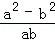 a² − b²
ab